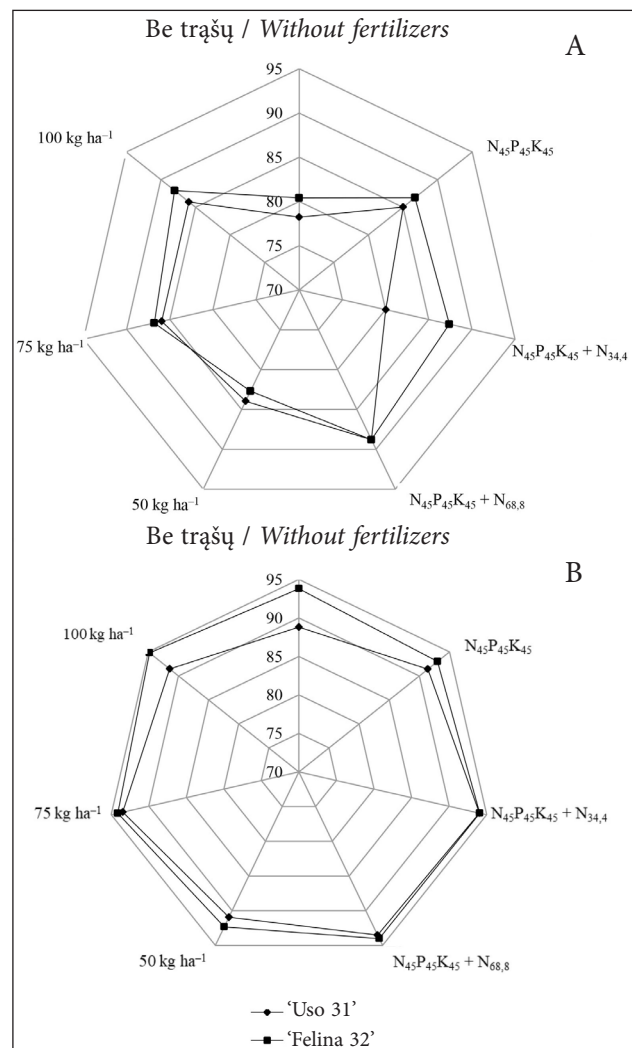 Be trąšų / Without fertilizers
A
95
90
85
80
75
70
100 kg ha⁻¹
N₄₅P₄₅K₄₅
75 kg ha⁻¹
N₄₅P₄₅K₄₅ + N₃₄,₄
50 kg ha⁻¹
N₄₅P₄₅K₄₅ + N₆₈,₈
Be trąšų / Without fertilizers
B
95
90
85
80
75
70
100 kg ha⁻¹
N₄₅P₄₅K₄₅
75 kg ha⁻¹
N₄₅P₄₅K₄₅ + N₃₄,₄
50 kg ha⁻¹
N₄₅P₄₅K₄₅ + N₆₈,₈
‘Uso 31’
‘Felina 32’